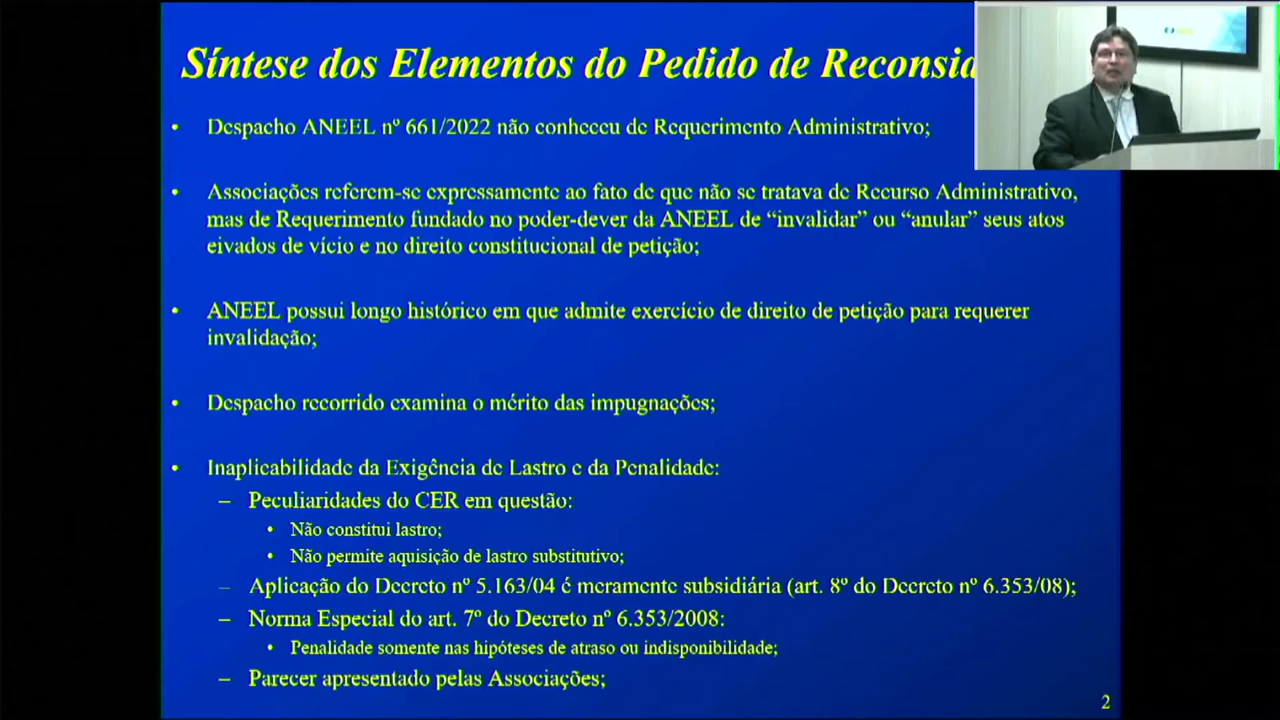 Síntese dos Elementos do Pedido de Reconsid
• Despacho ANEEL nº 661/2022 não conheceu de Requerimento Administrativo;
• Associações referem-se expressamente ao fato de que não se tratava de Recurso Administrativo,
mas de Requerimento fundado no poder-dever da ANEEL de “invalidar” ou “anular” seus atos
eivados de vício e no direito constitucional de petição;
• ANEEL possui longo histórico em que admite exercício de direito de petição para requerer
invalidação;
• Despacho recorrido examina o mérito das impugnações;
• Inaplicabilidade da Exigência de Lastro e da Penalidade:
– Peculiaridades do CER em questão:
• Não constitui lastro;
• Não permite aquisição de lastro substitutivo;
– Aplicação do Decreto nº 5.163/04 é meramente subsidiária (art. 8º do Decreto nº 6.353/08);
– Norma Especial do art. 7º do Decreto nº 6.353/2008:
• Penalidade somente nas hipóteses de atraso ou indisponibilidade;
– Parecer apresentado pelas Associações;
2